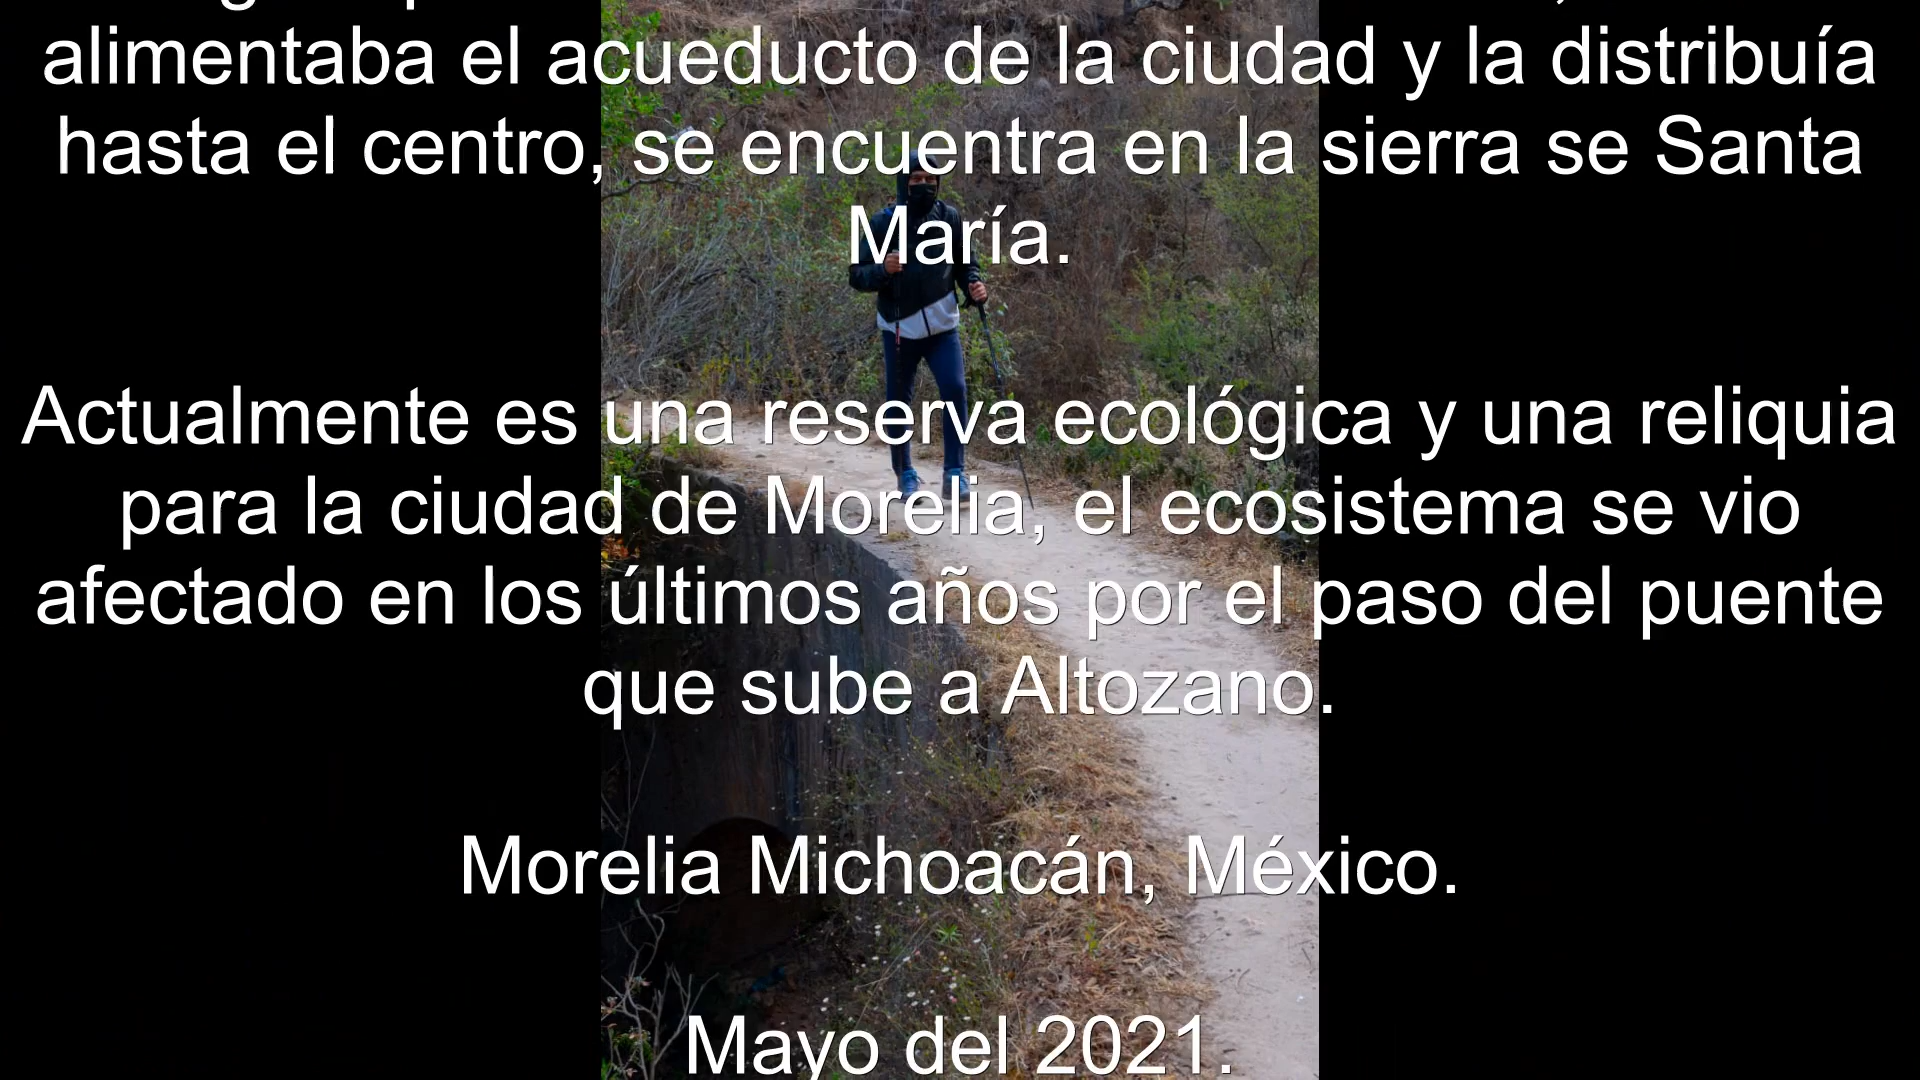 alimentaba el acueducto de la ciudad y la distribuía
hasta el centro, se encuentra en la sierra se Santa
María.
Actualmente es una reserva ecológica y una reliquia
para la ciudad de Morelia, el ecosistema se vio
afectado en los últimos años por el paso del puente
que sube a Altozano.
Morelia Michoacán, México.
Mayo del 2021.